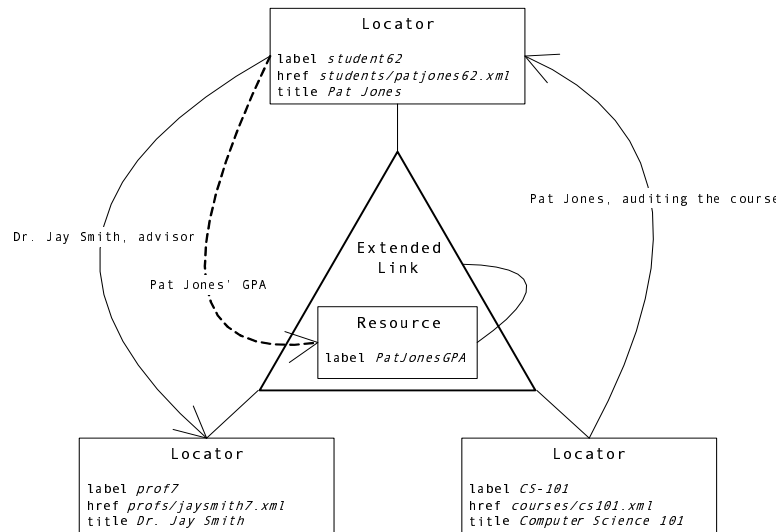 Locator
label student62
href students/patjones62.xml
title Pat Jones
Pat Jones, auditing the course
Dr. Jay Smith, advisor
Extended
Link
Pat Jones' GPA
Resource
label PatJonesGPA
Locator
label prof7
href profs/jaysmith7.xml
title Dr. Jay Smith
Locator
label CS-101
href courses/cs101.xml
title Computer Science 101